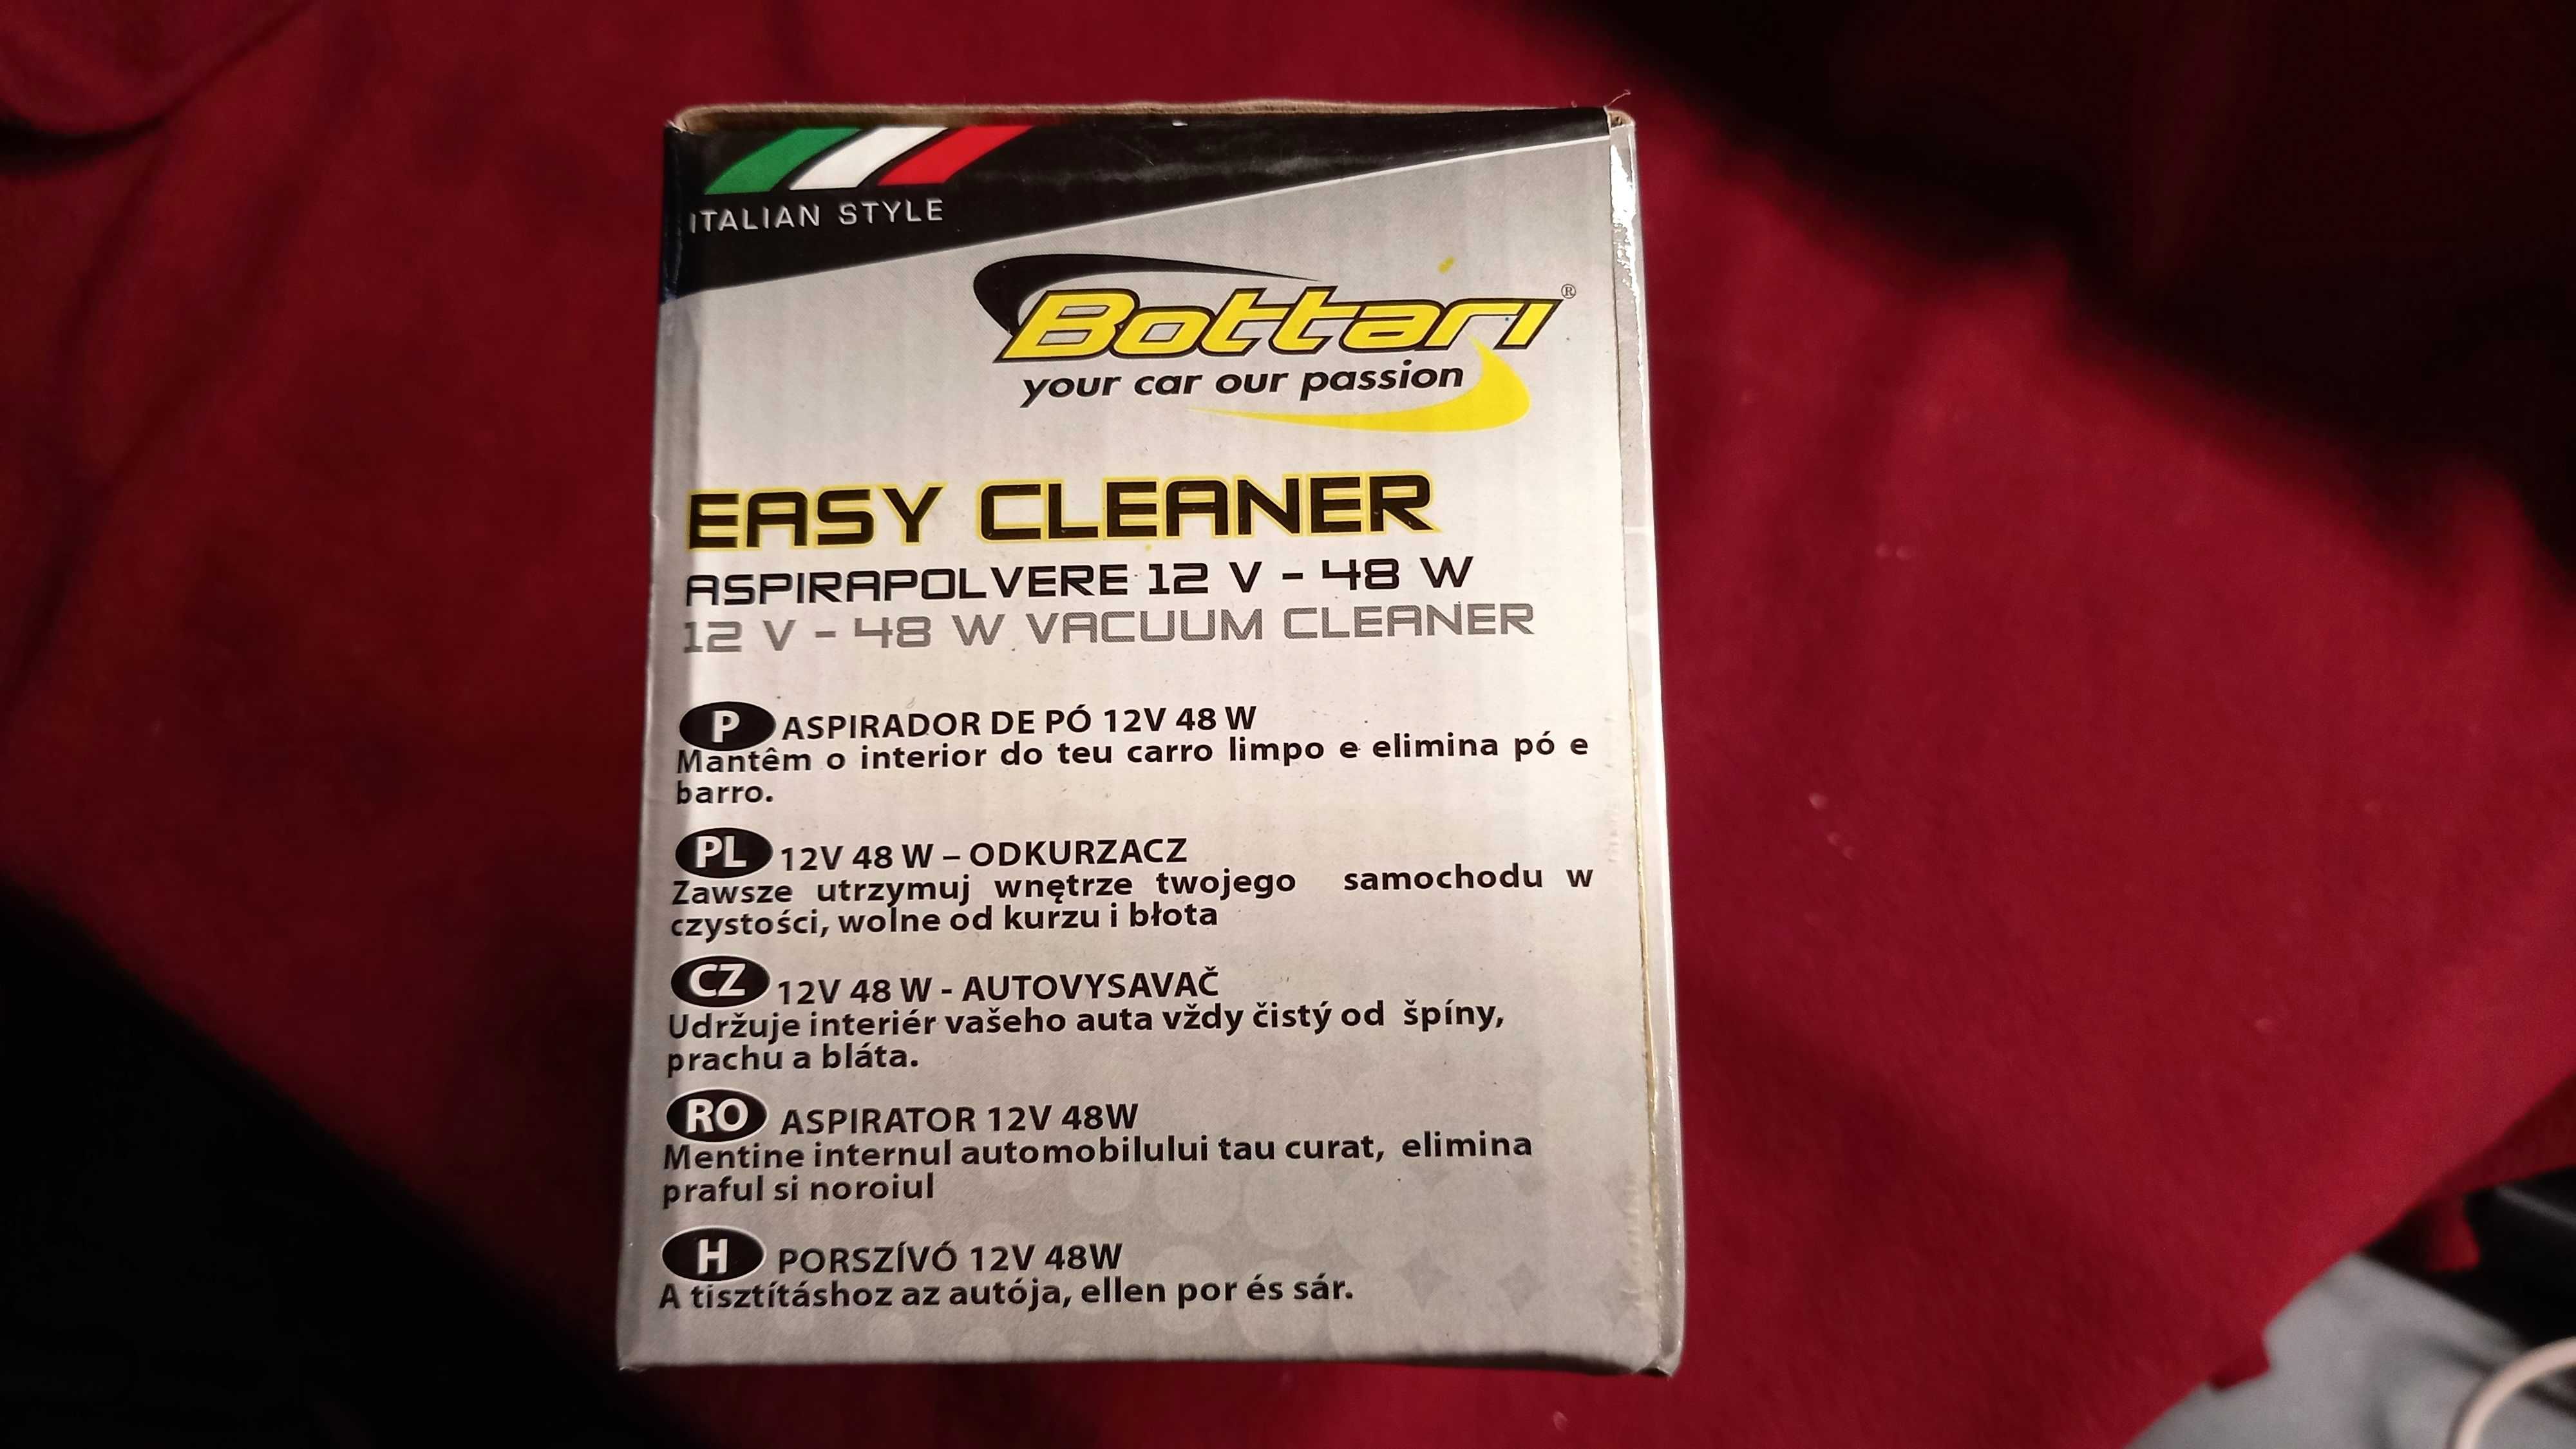 ITALIAN STYLE
Bottari®
your car our passion
EASY CLEANER
ASPIRAPOLVERE 12 V - 48 W
12 V - 48 W VACUUM CLEANER
P ASPIRADOR DE PÓ 12V 48 W
Mantêm o interior do teu carro limpo e elimina pó e
barro.
PL 12V 48 W – ODKURZACZ
Zawsze utrzymuj wnętrze twojego samochodu w
czystości, wolne od kurzu i błota
CZ 12V 48 W - AUTOVYSAVAČ
Udržuje interiér vašeho auta vždy čistý od špíny,
prachu a bláta.
RO ASPIRATOR 12V 48W
Mentine internul automobilului tau curat, elimina
praful si noroiul
H PORSZÍVÓ 12V 48W
A tisztításhoz az autója, ellen por és sár.